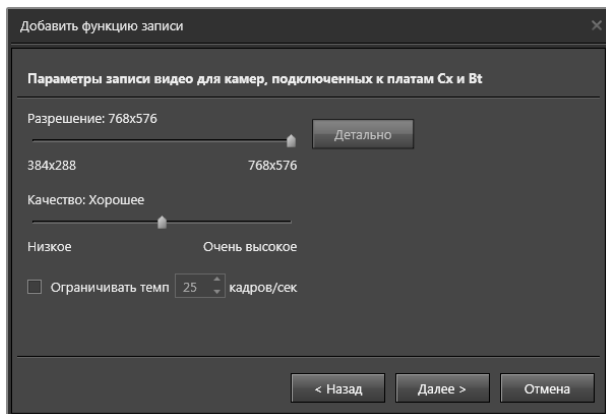 Добавить функцию записи
Параметры записи видео для камер, подключенных к платам Cx и Bt
Разрешение: 768x576
Детально
384x288 768x576
Качество: Хорошее
Низкое Очень высокое
Ограничивать темп 25 кадров/сек
< Назад Далее > Отмена